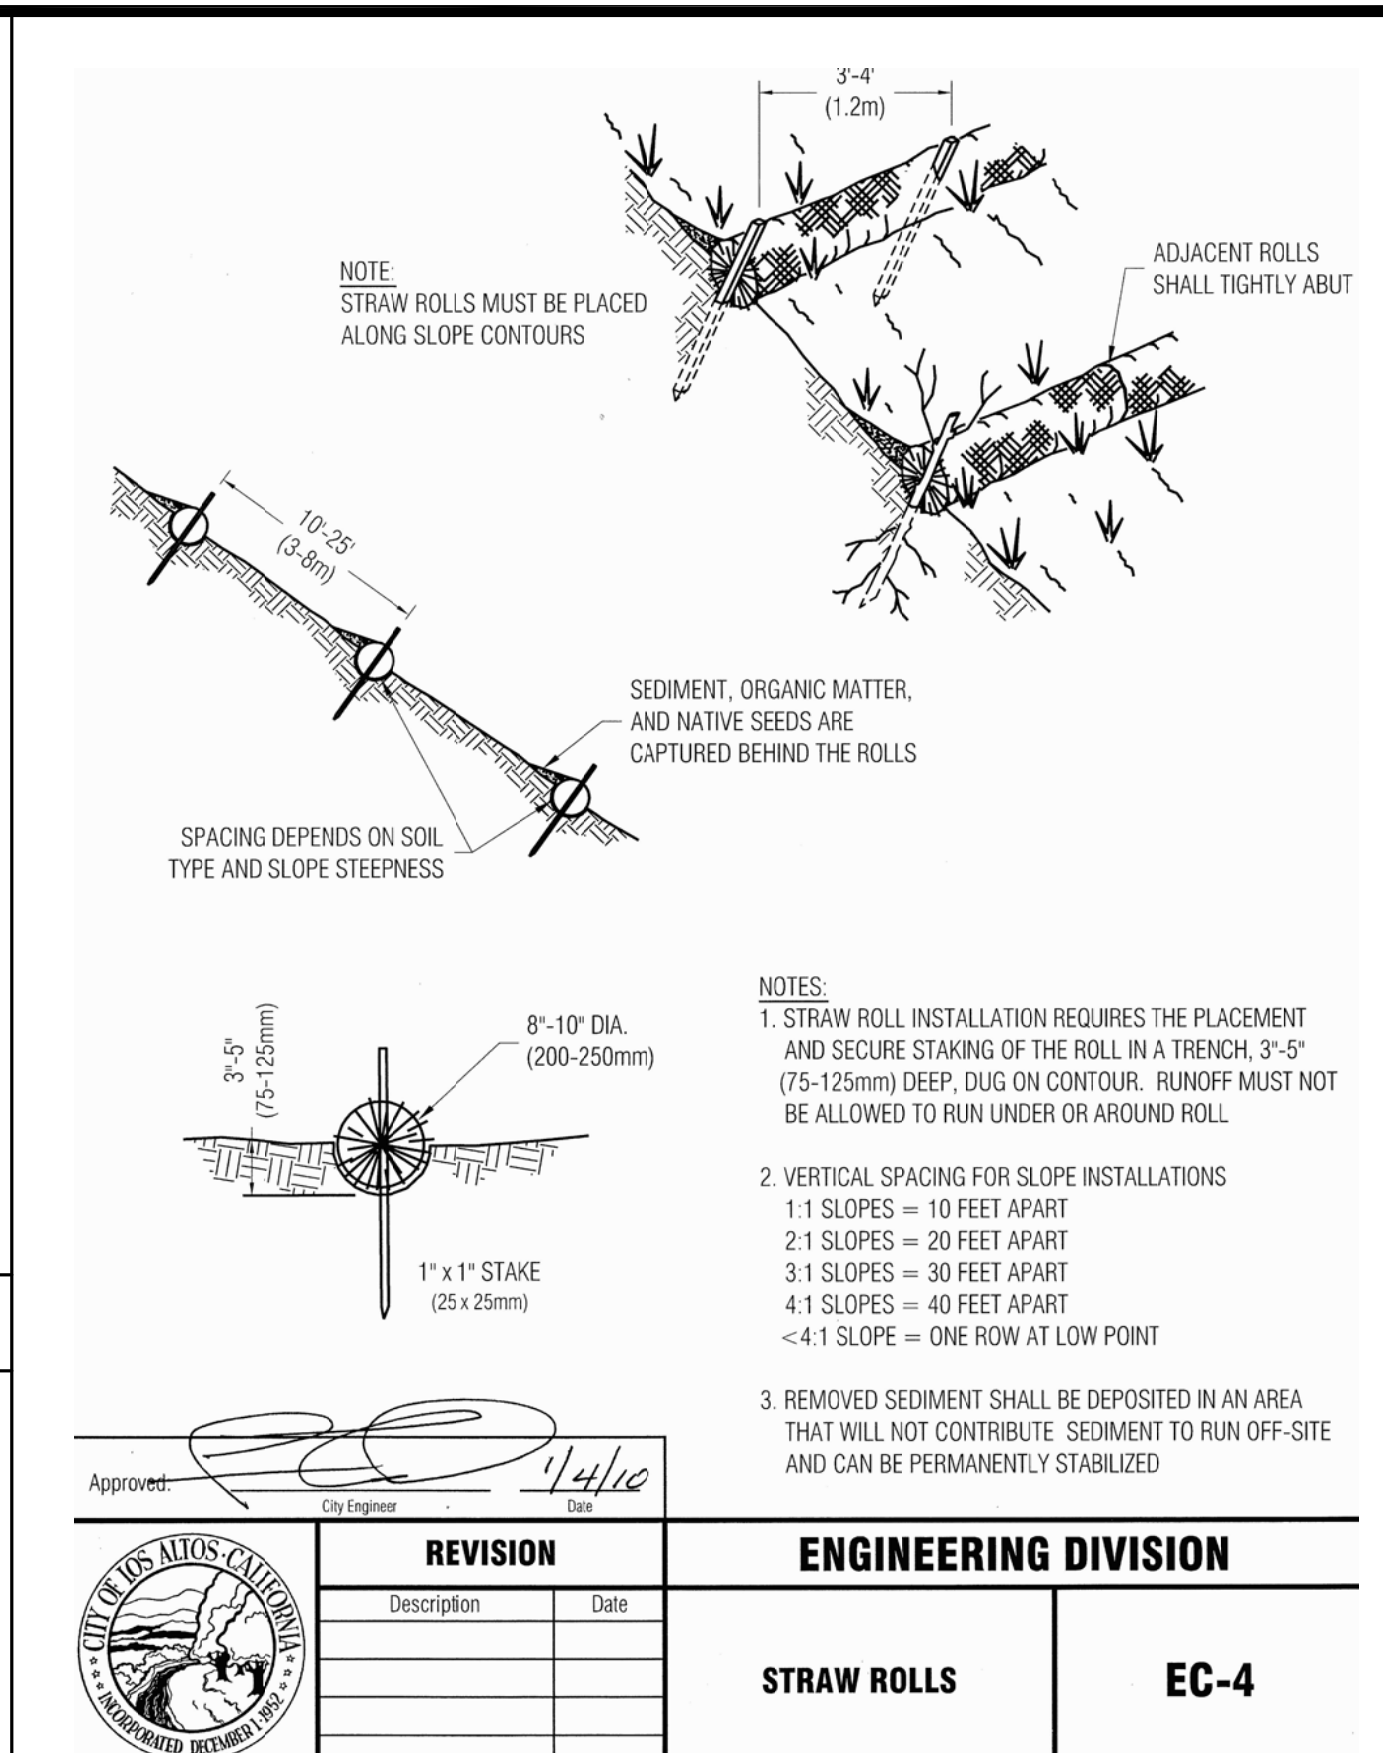 3'-4'
(1.2m)
NOTE:
STRAW ROLLS MUST BE PLACED
ALONG SLOPE CONTOURS
ADJACENT ROLLS
SHALL TIGHTLY ABUT
10'-25'
(3-8m)
SEDIMENT, ORGANIC MATTER,
AND NATIVE SEEDS ARE
CAPTURED BEHIND THE ROLLS
SPACING DEPENDS ON SOIL
TYPE AND SLOPE STEEPNESS
3"-5"
(75-125mm)
8"-10" DIA.
(200-250mm)
1" x 1" STAKE
(25 x 25mm)
NOTES:
1. STRAW ROLL INSTALLATION REQUIRES THE PLACEMENT
AND SECURE STAKING OF THE ROLL IN A TRENCH, 3"-5"
(75-125mm) DEEP, DUG ON CONTOUR. RUNOFF MUST NOT
BE ALLOWED TO RUN UNDER OR AROUND ROLL
2. VERTICAL SPACING FOR SLOPE INSTALLATIONS
1:1 SLOPES = 10 FEET APART
2:1 SLOPES = 20 FEET APART
3:1 SLOPES = 30 FEET APART
4:1 SLOPES = 40 FEET APART
<4:1 SLOPE = ONE ROW AT LOW POINT
3. REMOVED SEDIMENT SHALL BE DEPOSITED IN AN AREA
THAT WILL NOT CONTRIBUTE SEDIMENT TO RUN OFF-SITE
AND CAN BE PERMANENTLY STABILIZED
Approved:
1/4/10
City Engineer
Date
CITY OF LOS ALTOS · CALIFORNIA
INCORPORATED DECEMBER 1·1952
REVISION
Description
Date
ENGINEERING DIVISION
STRAW ROLLS
EC-4